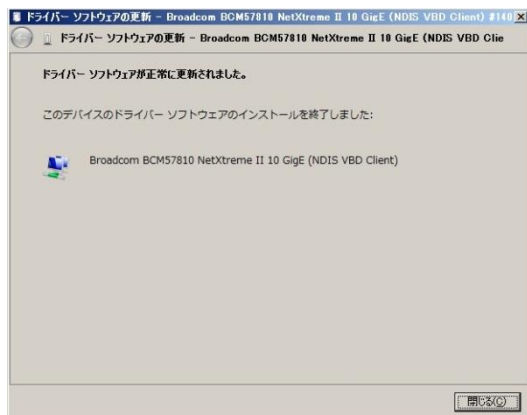 ドライバー ソフトウェアの更新 - Broadcom BCM57810 NetXtreme II 10 GigE (NDIS VBD Client) #140
ドライバー ソフトウェアの更新 - Broadcom BCM57810 NetXtreme II 10 GigE (NDIS VBD Clie
ドライバー ソフトウェアが正常に更新されました。
このデバイスのドライバー ソフトウェアのインストールを終了しました:
Broadcom BCM57810 NetXtreme II 10 GigE (NDIS VBD Client)
閉じる(C)